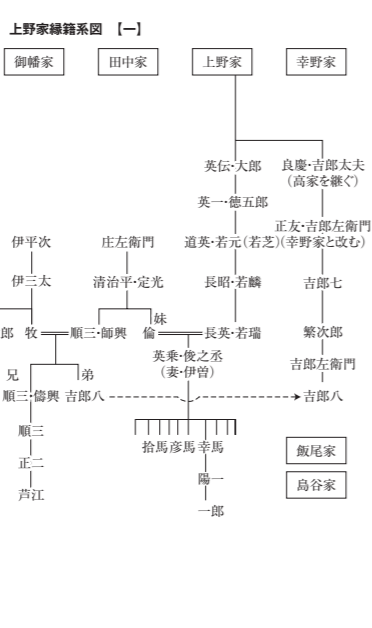 上野家縁籍系図 【一】
御幡家 田中家 上野家 幸野家
英伝・大郎 良慶・吉郎太夫
(高家を継ぐ)
英一・徳五郎
正友・吉郎左衛門
伊平次 庄左衛門 道英・若元(若芝)(幸野家と改む)
伊三太 清治平・定光 長昭・若麟 吉郎七
妹
郎 牧 順三・師興 倫 長英・若瑞 繁次郎
英乗・俊之丞
(妻・伊曽)
吉郎左衛門
兄 弟
順三・儔興 吉郎八 吉郎八
順三 拾馬 彦馬 幸馬
正二 陽一
芦江 一郎
飯尾家
島谷家